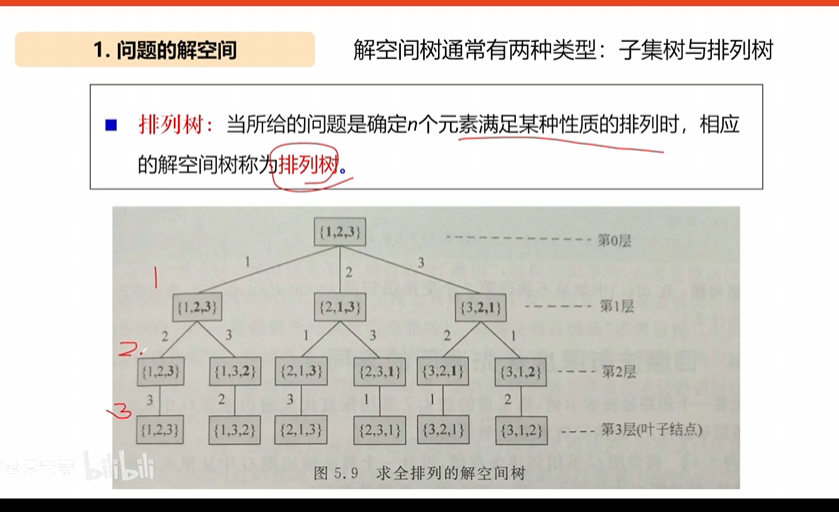 1. 问题的解空间
解空间树通常有两种类型：子集树与排列树
■ 排列树：当所给的问题是确定n个元素满足某种性质的排列时，相应
的解空间树称为排列树。
{1,2,3} 第0层
1 1 2 3
{1,2,3} {2,1,3} {3,2,1} 第1层
2. 2 3 1 3 2 1
{1,2,3} {1,3,2} {2,1,3} {2,3,1} {3,2,1} {3,1,2} 第2层
3 3 2 3 1 1 2
{1,2,3} {1,3,2} {2,1,3} {2,3,1} {3,2,1} {3,1,2} 第3层(叶子结点)
bilibili
图 5.9 求全排列的解空间树